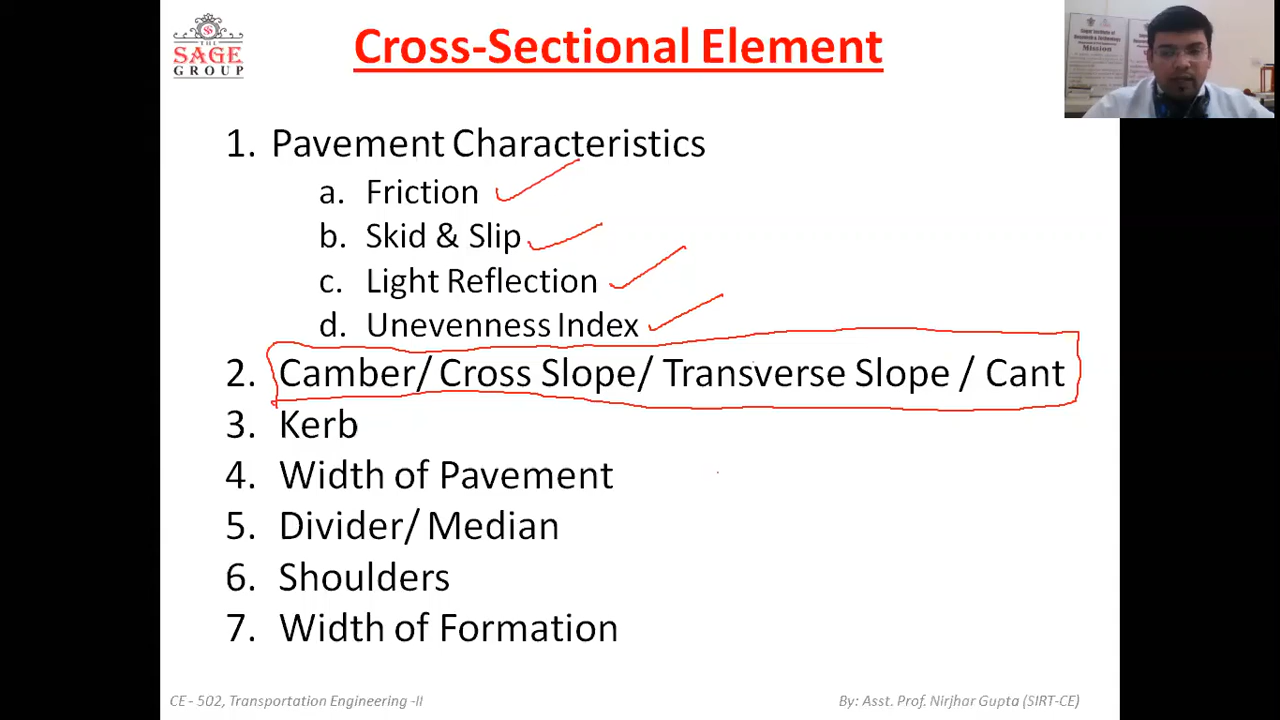 THE
SAGE
GROUP
Cross-Sectional Element
Mission
1. Pavement Characteristics
a. Friction
b. Skid & Slip
c. Light Reflection
d. Unevenness Index
2. Camber/ Cross Slope/ Transverse Slope / Cant
3. Kerb
4. Width of Pavement
5. Divider/ Median
6. Shoulders
7. Width of Formation
CE - 502, Transportation Engineering -II
By: Asst. Prof. Nirjhar Gupta (SIRT-CE)